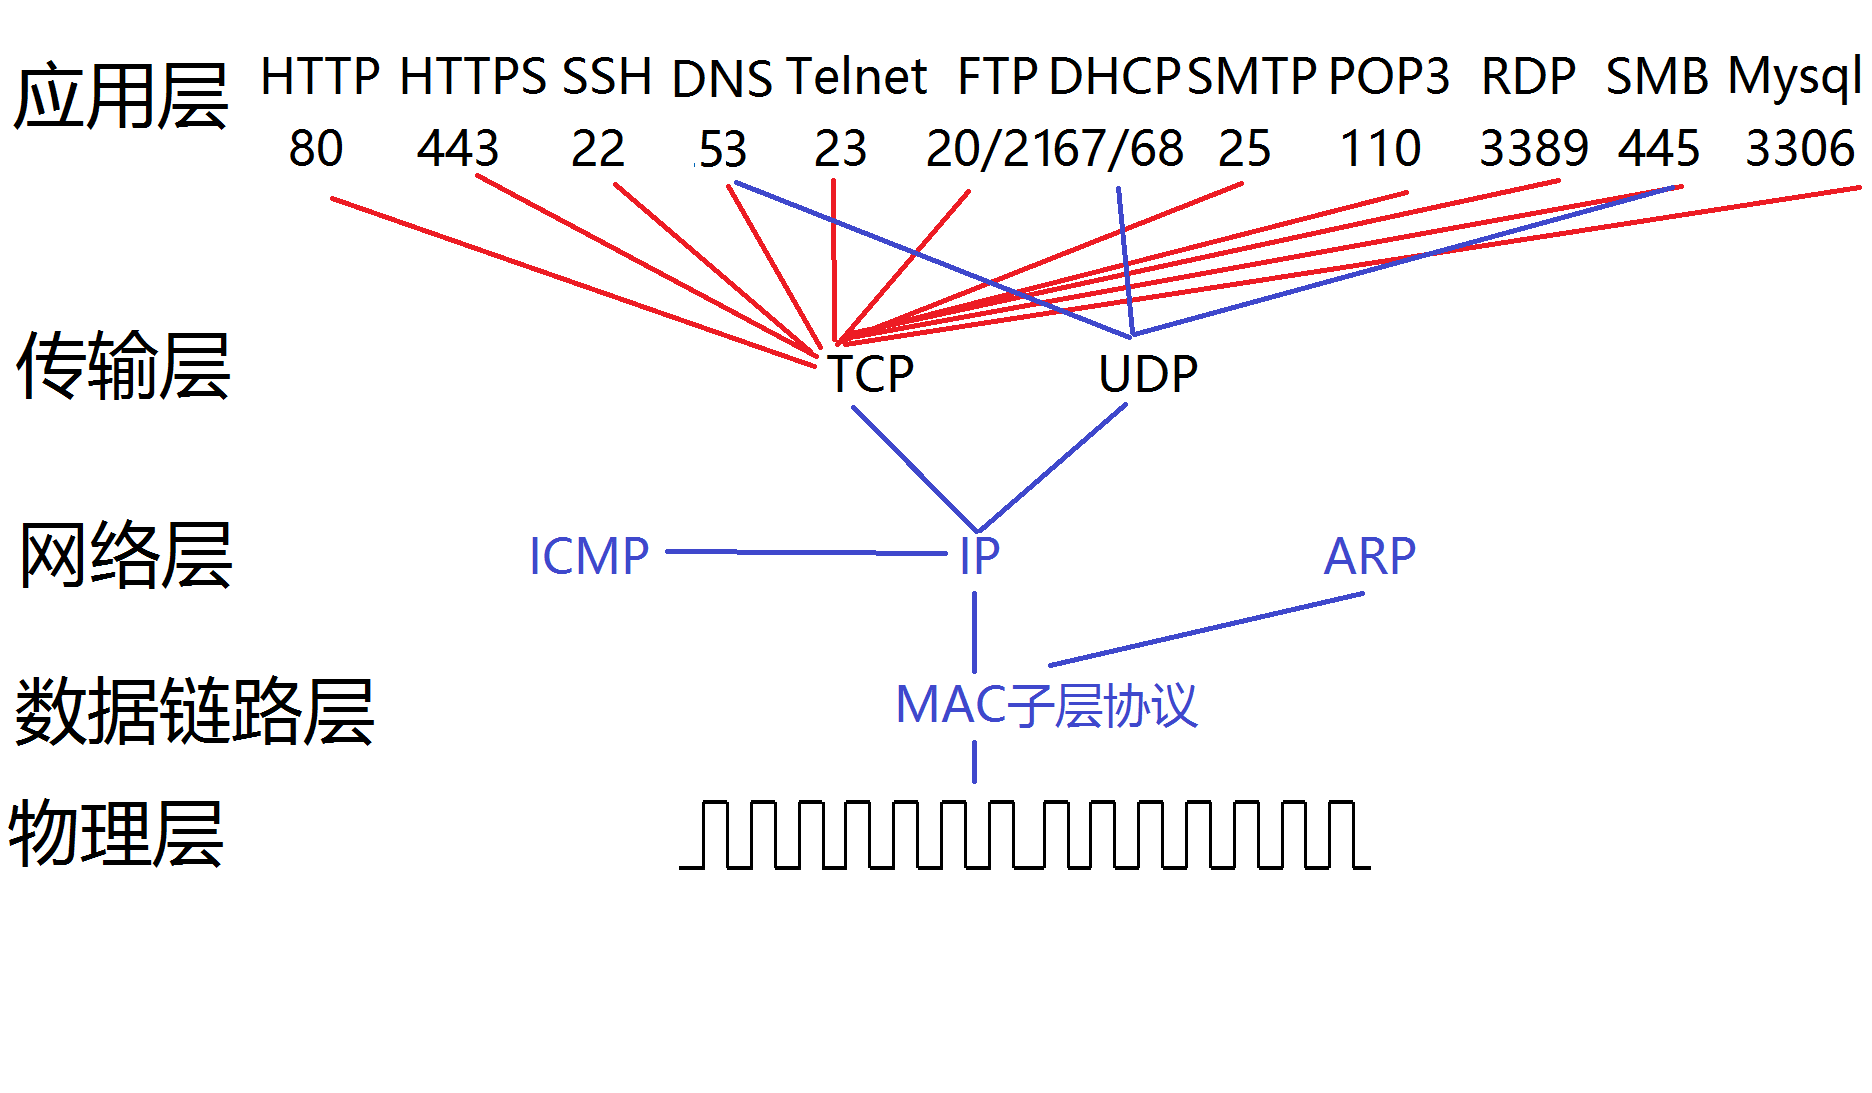 应用层 HTTP HTTPS SSH DNS Telnet FTP DHCP SMTP POP3 RDP SMB Mysql
80 443 22 53 23 20/21 67/68 25 110 3389 445 3306
传输层 TCP UDP
网络层 ICMP IP ARP
数据链路层 MAC子层协议
物理层